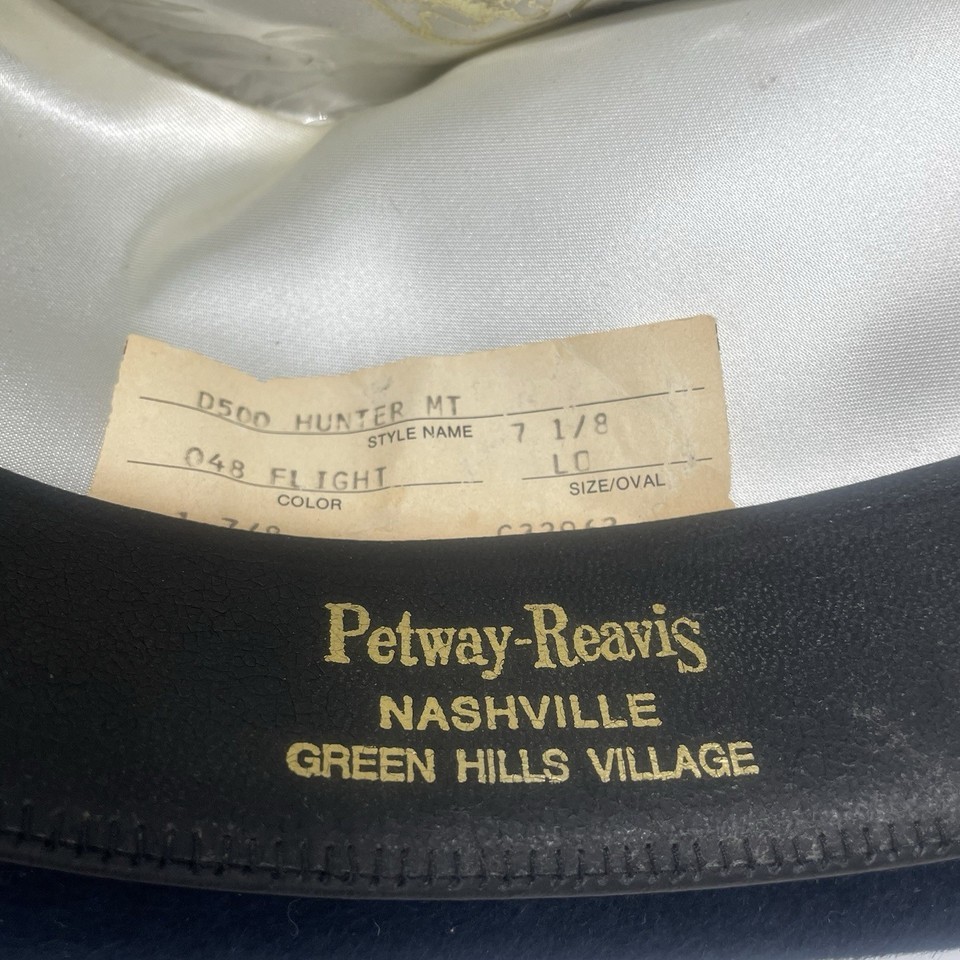 D500 HUNTER MT
STYLE NAME
7 1/8
048 FLIGHT
LO
COLOR
SIZE/OVAL
Petway-Reavis
NASHVILLE
GREEN HILLS VILLAGE